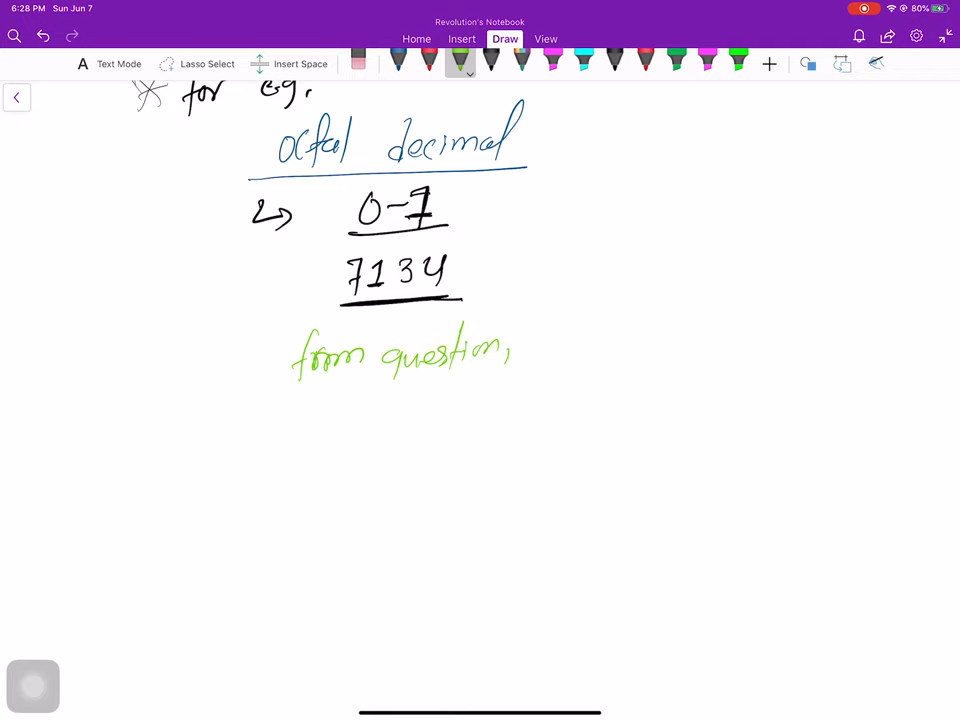 6:28 PM Sun Jun 7
80%
Revolution's Notebook
Home Insert Draw View
A Text Mode Lasso Select Insert Space
for eg.
octal decimal
0-7
7134
from question,